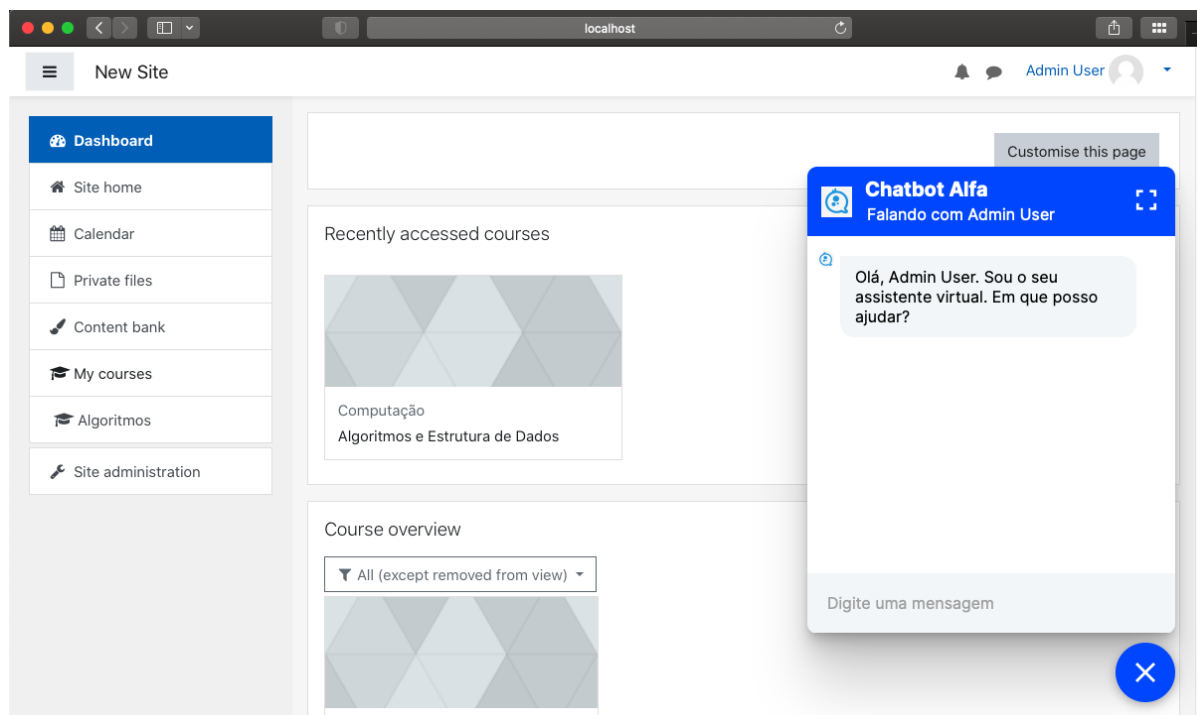 localhost
New Site
Admin User
Dashboard
Site home
Calendar
Private files
Content bank
My courses
Algoritmos
Site administration
Customise this page
Recently accessed courses
Computação
Algoritmos e Estrutura de Dados
Course overview
All (except removed from view)
Chatbot Alfa
Falando com Admin User
Olá, Admin User. Sou o seu
assistente virtual. Em que posso
ajudar?
Digite uma mensagem